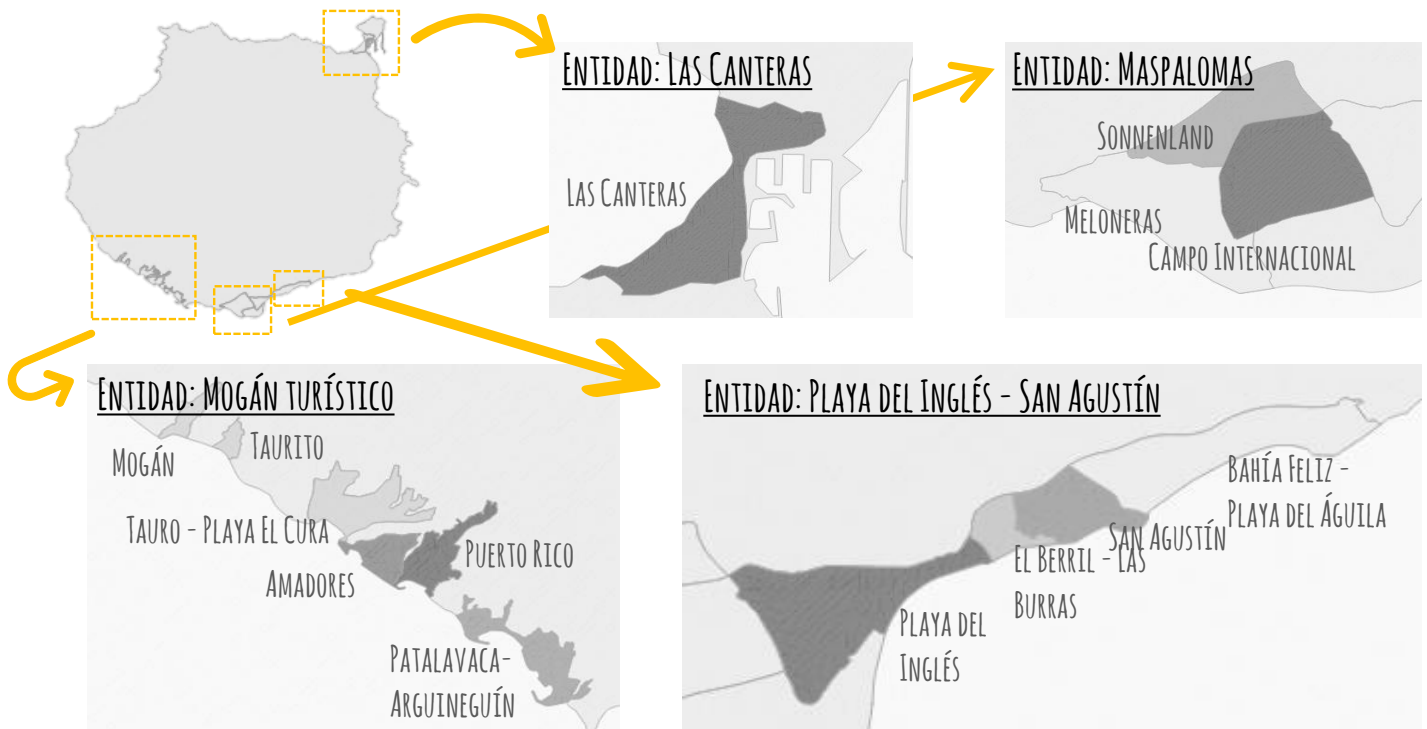 Entidad: Las Canteras
Las Canteras
Entidad: Maspalomas
Sonnenland
Meloneras
Campo Internacional
Entidad: Mogán turístico
Mogán
Taurito
Tauro - Playa El Cura
Amadores
Puerto Rico
Patalavaca-
Arguineguín
Entidad: Playa del Inglés - San Agustín
Bahía Feliz -
Playa del Águila
San Agustín
El Berril - Las
Burras
Playa del
Inglés